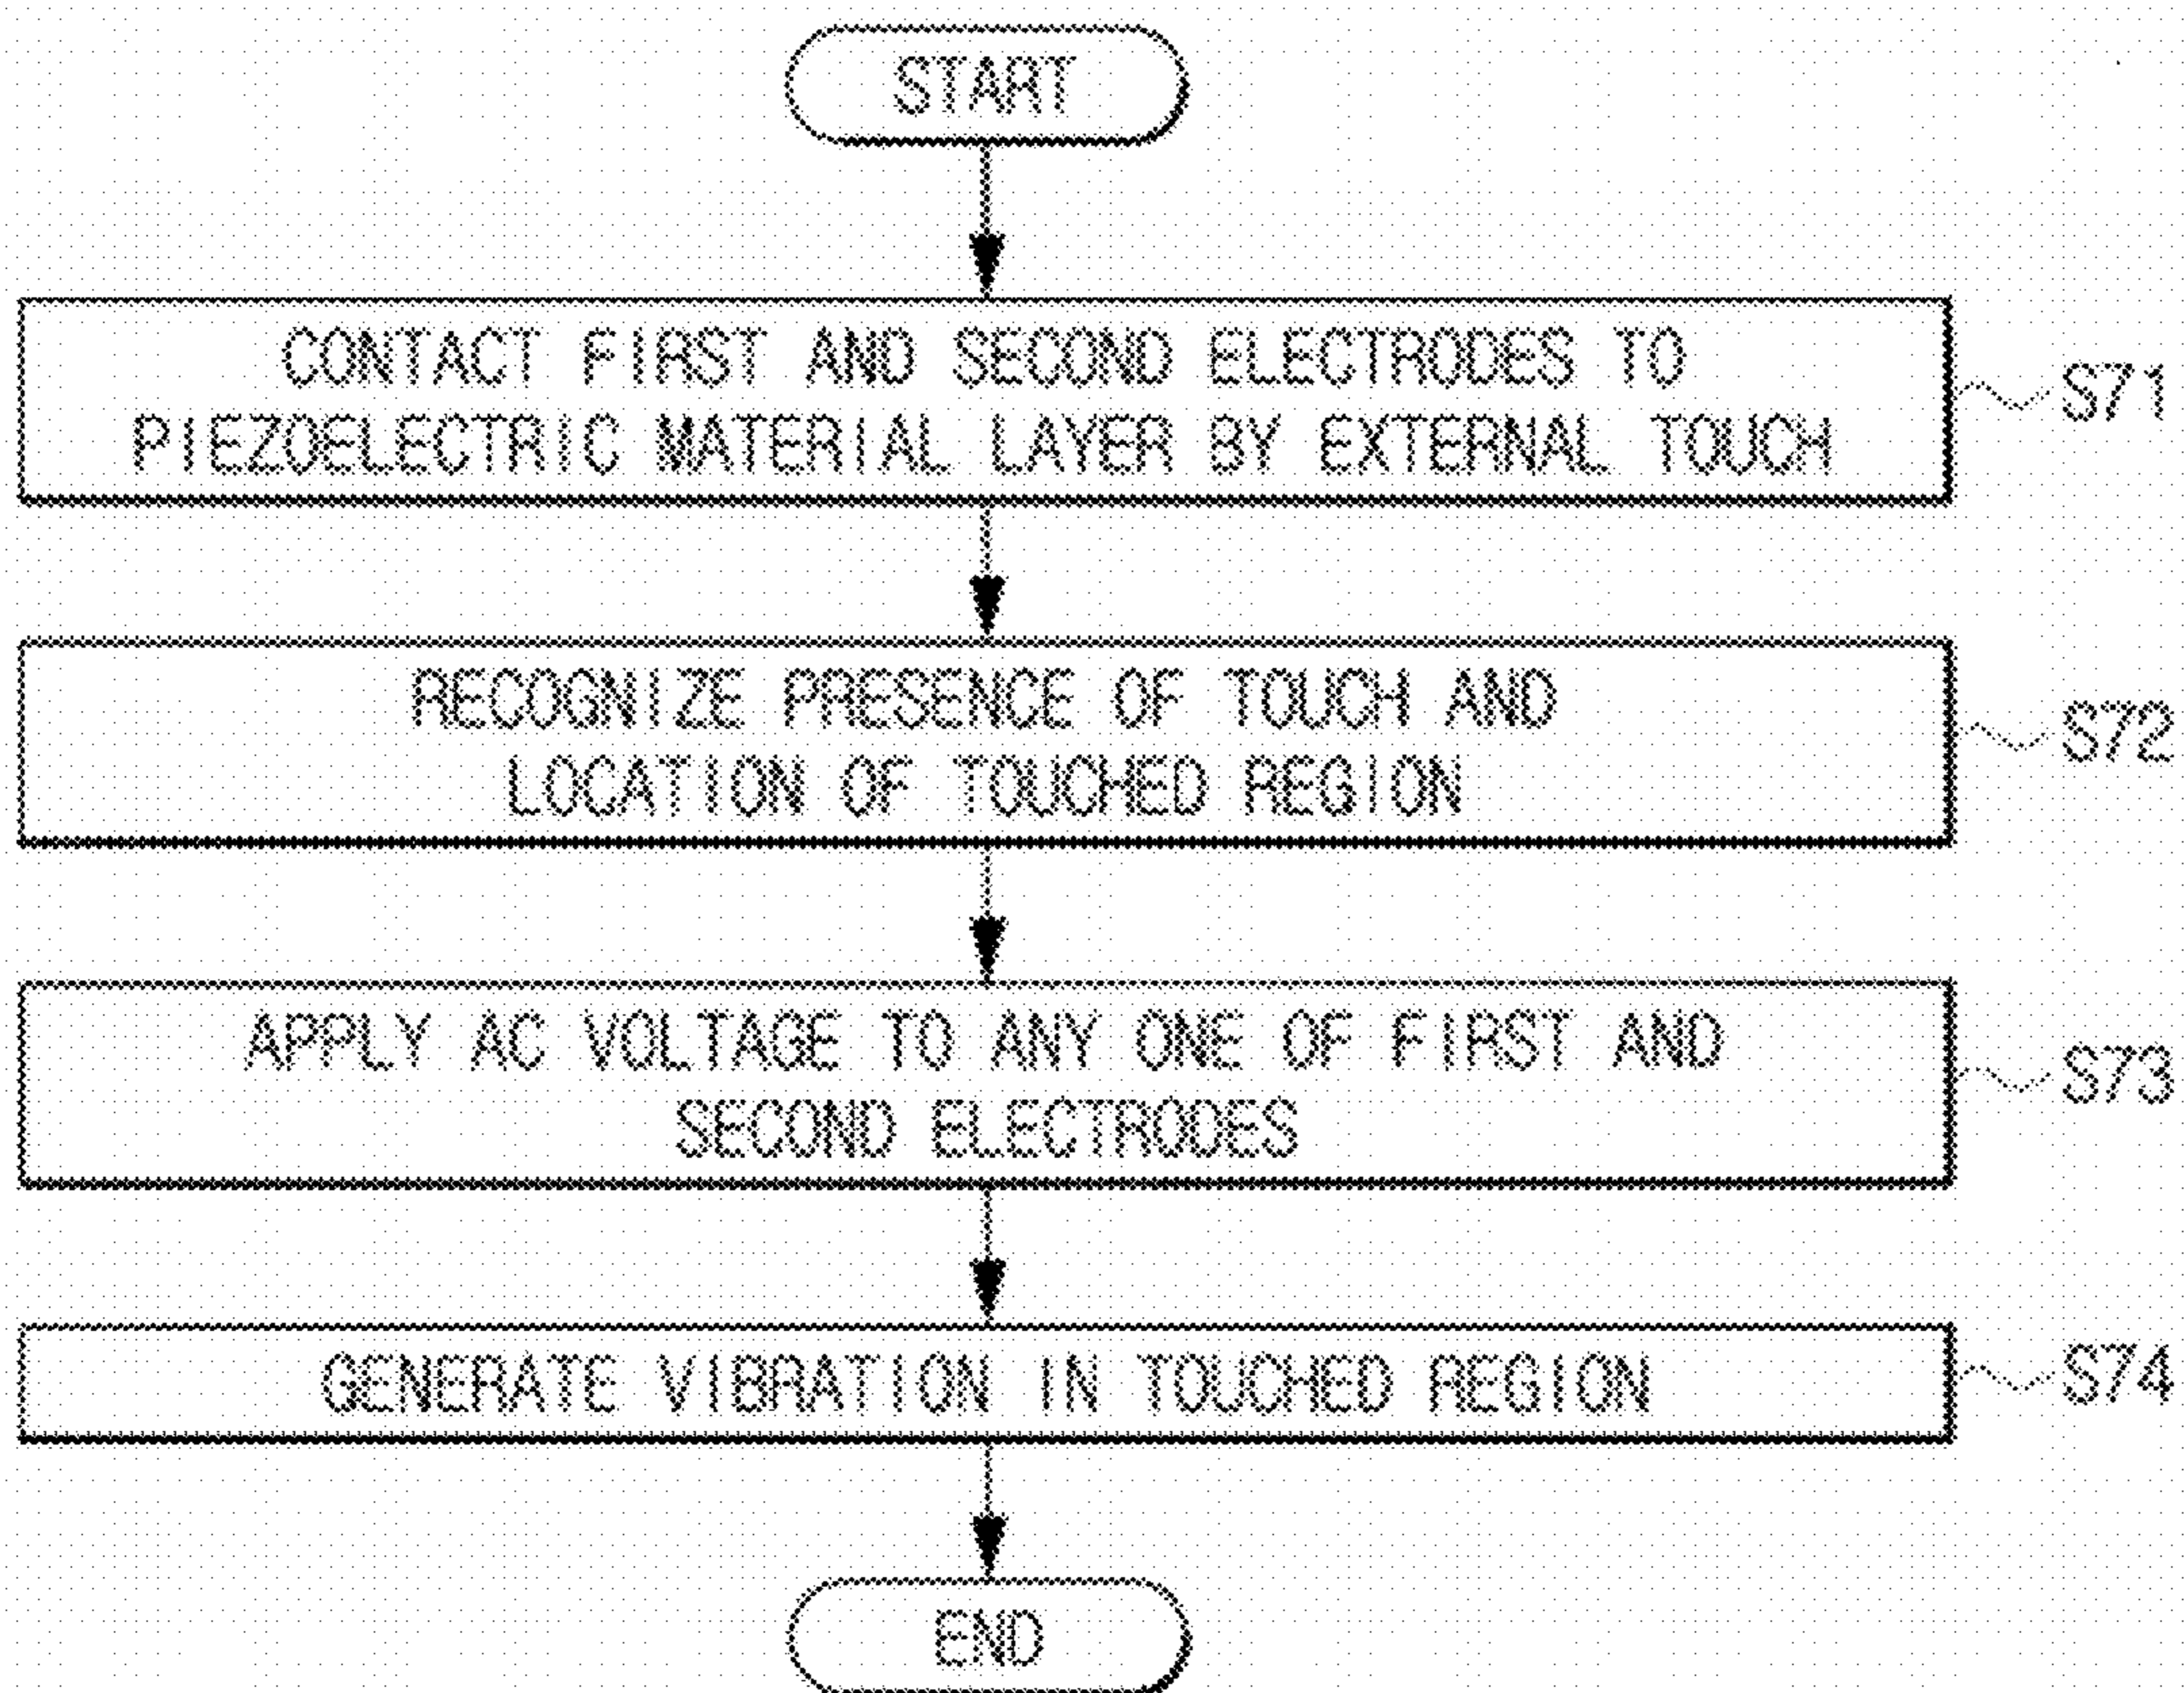 START
CONTACT FIRST AND SECOND ELECTRODES TO
PIEZOELECTRIC MATERIAL LAYER BY EXTERNAL TOUCH
S71
RECOGNIZE PRESENCE OF TOUCH AND
LOCATION OF TOUCHED REGION
S72
APPLY AC VOLTAGE TO ANY ONE OF FIRST AND
SECOND ELECTRODES
S73
GENERATE VIBRATION IN TOUCHED REGION
S74
END